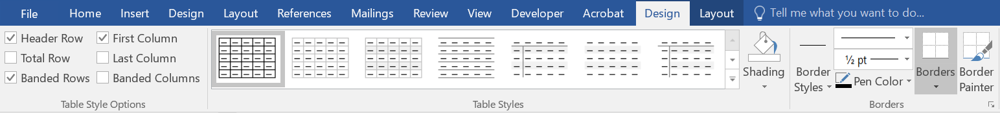 File Home Insert Design Layout References Mailings Review View Developer Acrobat Design Layout Tell me what you want to do...
Header Row First Column
Total Row Last Column
Banded Rows Banded Columns
Table Style Options
Table Styles
Shading
Border
Styles
½ pt
Pen Color
Borders
Border
Painter
Borders